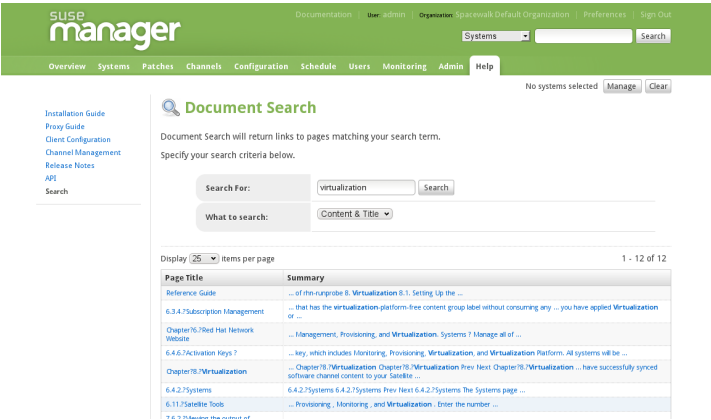 suse
manager
Documentation | User: admin | Organization: Spacewalk Default Organization | Preferences | Sign Out
Systems Search
Overview Systems Patches Channels Configuration Schedule Users Monitoring Admin Help
No systems selected Manage Clear
Installation Guide
Proxy Guide
Client Configuration
Channel Management
Release Notes
API
Search
Document Search
Document Search will return links to pages matching your search term.
Specify your search criteria below.
Search For: virtualization Search
What to search: Content & Title
Display 25 items per page 1 - 12 of 12
Page Title Summary
Reference Guide ... of rhn-runprobe 8. Virtualization 8.1. Setting Up the ...
6.3.4.?Subscription Management ... that has the virtualization-platform-free content group label without consuming any ... you have applied Virtualization
or ...
Chapter?6.?Red Hat Network
Website ... Management, Provisioning, and Virtualization. Systems ? Manage all of ...
6.4.6.?Activation Keys ? ... key, which includes Monitoring, Provisioning, Virtualization, and Virtualization Platform. All systems will be ...
Chapter?8.?Virtualization ... Chapter?8.?Virtualization Chapter?8.?Virtualization Prev Next Chapter?8.?Virtualization ... have successfully synced
software channel content to your Satellite ...
6.4.2.?Systems 6.4.2.?Systems 6.4.2.?Systems Prev Next 6.4.2.?Systems The Systems page ...
6.11.?Satellite Tools ... Provisioning , Monitoring , and Virtualization . Enter the number ...
7.6.2.?Viewing the output of